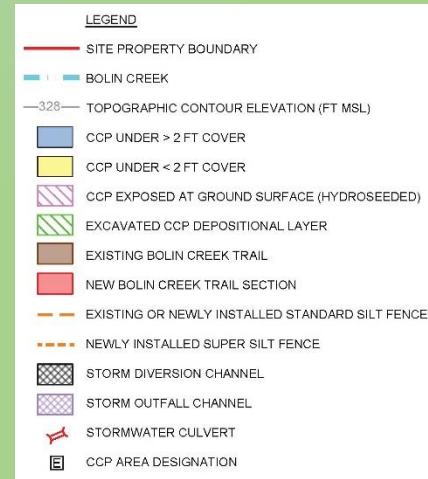 LEGEND
SITE PROPERTY BOUNDARY
BOLIN CREEK
328 TOPOGRAPHIC CONTOUR ELEVATION (FT MSL)
CCP UNDER > 2 FT COVER
CCP UNDER < 2 FT COVER
CCP EXPOSED AT GROUND SURFACE (HYDROSEEDED)
EXCAVATED CCP DEPOSITIONAL LAYER
EXISTING BOLIN CREEK TRAIL
NEW BOLIN CREEK TRAIL SECTION
EXISTING OR NEWLY INSTALLED STANDARD SILT FENCE
NEWLY INSTALLED SUPER SILT FENCE
STORM DIVERSION CHANNEL
STORM OUTFALL CHANNEL
STORMWATER CULVERT
E CCP AREA DESIGNATION